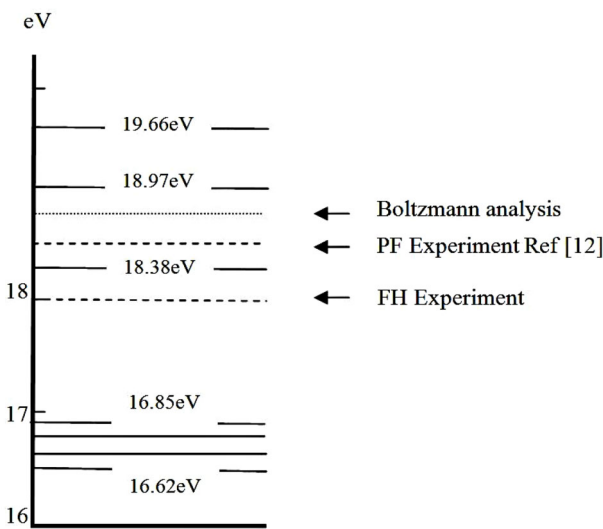 eV
19.66eV
18.97eV
Boltzmann analysis
PF Experiment Ref [12]
18.38eV
18
FH Experiment
16.85eV
17
16.62eV
16